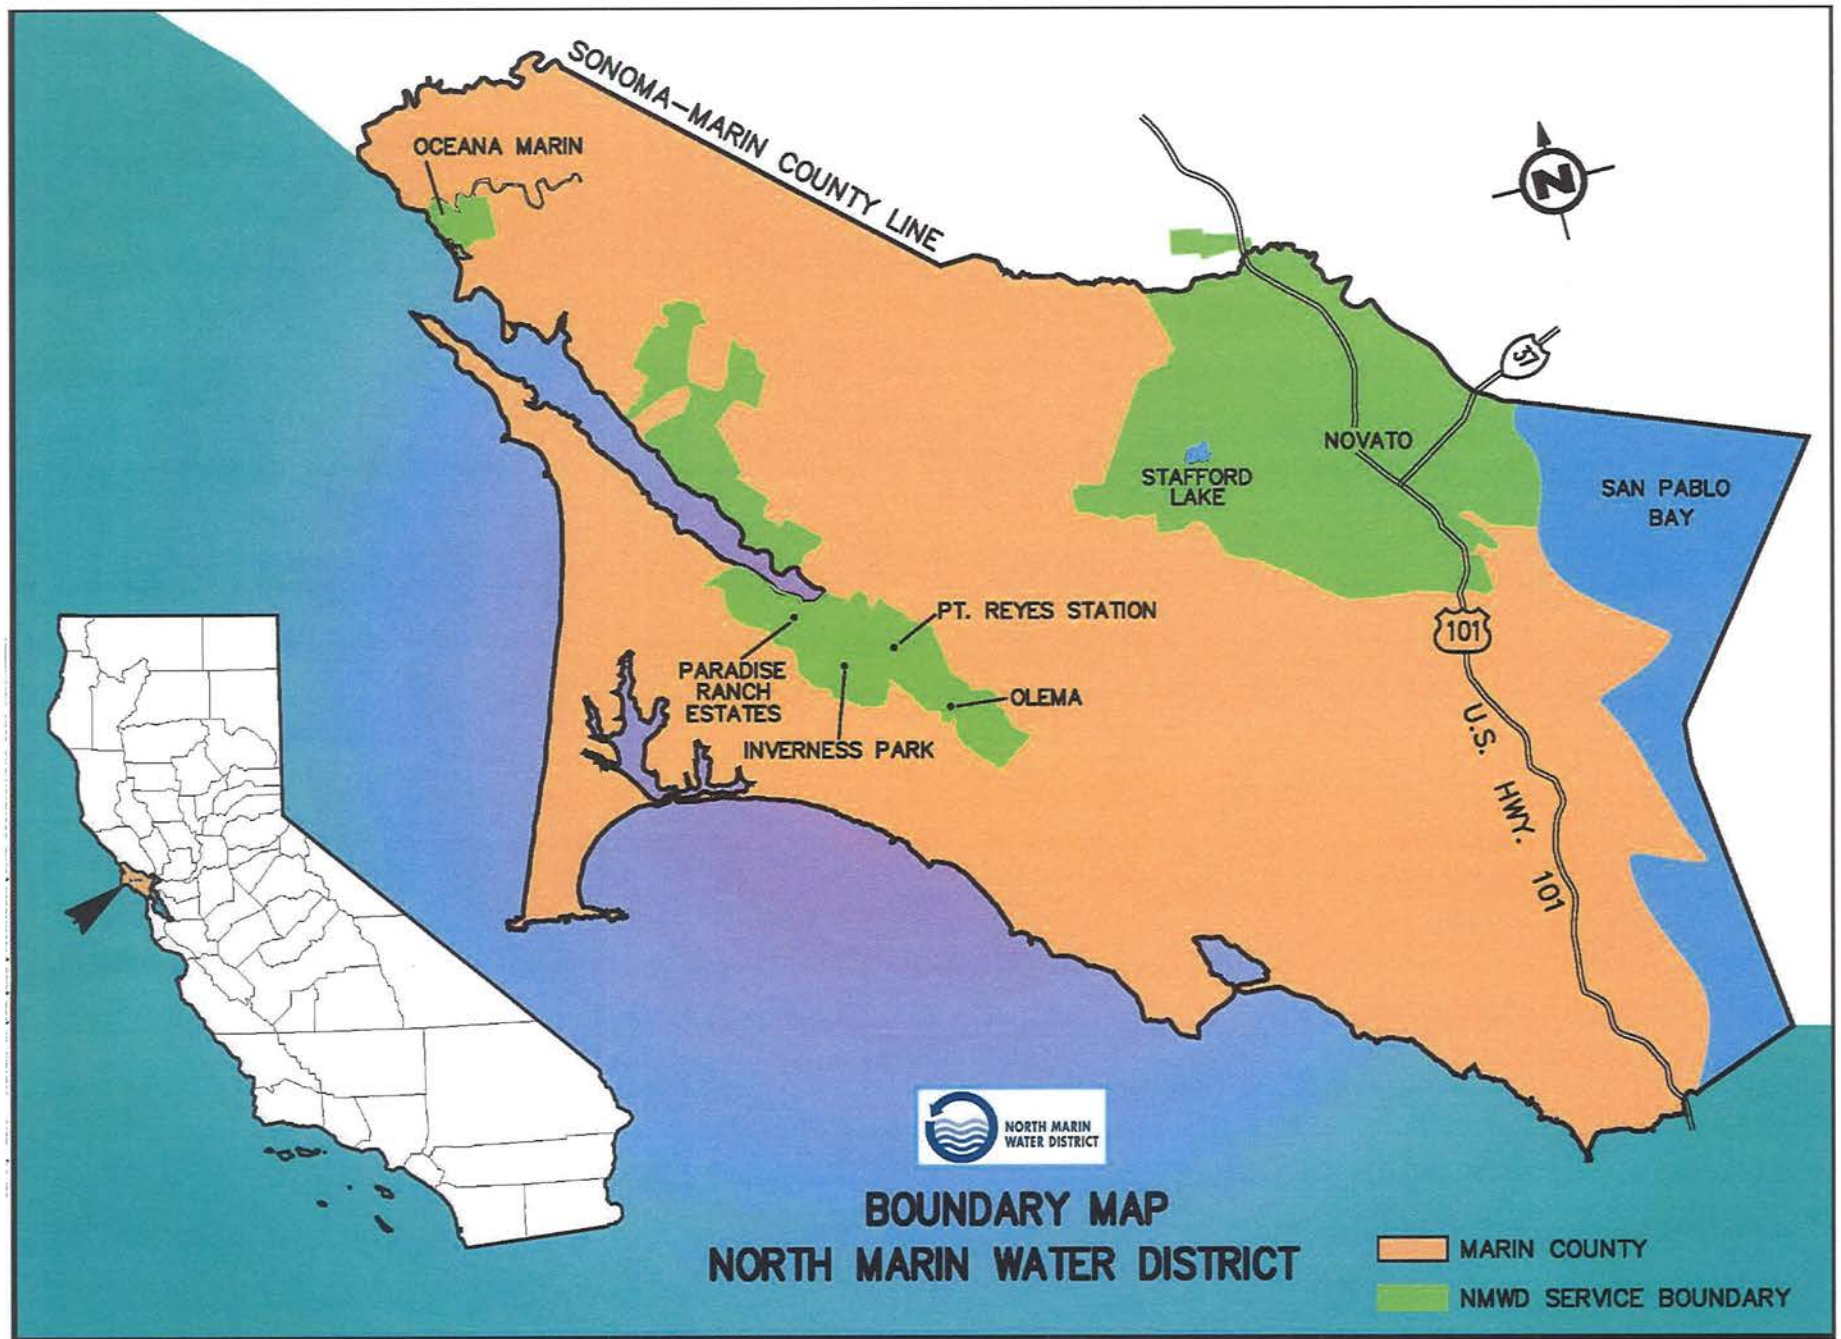 SONOMA-MARIN COUNTY LINE
OCEANA MARIN
N
37
NOVATO
STAFFORD
LAKE
SAN PABLO
BAY
PT. REYES STATION
101
PARADISE
RANCH
ESTATES
OLEMA
INVERNESS PARK
U.S. HWY. 101
NORTH MARIN
WATER DISTRICT
BOUNDARY MAP
NORTH MARIN WATER DISTRICT
MARIN COUNTY
NMWD SERVICE BOUNDARY